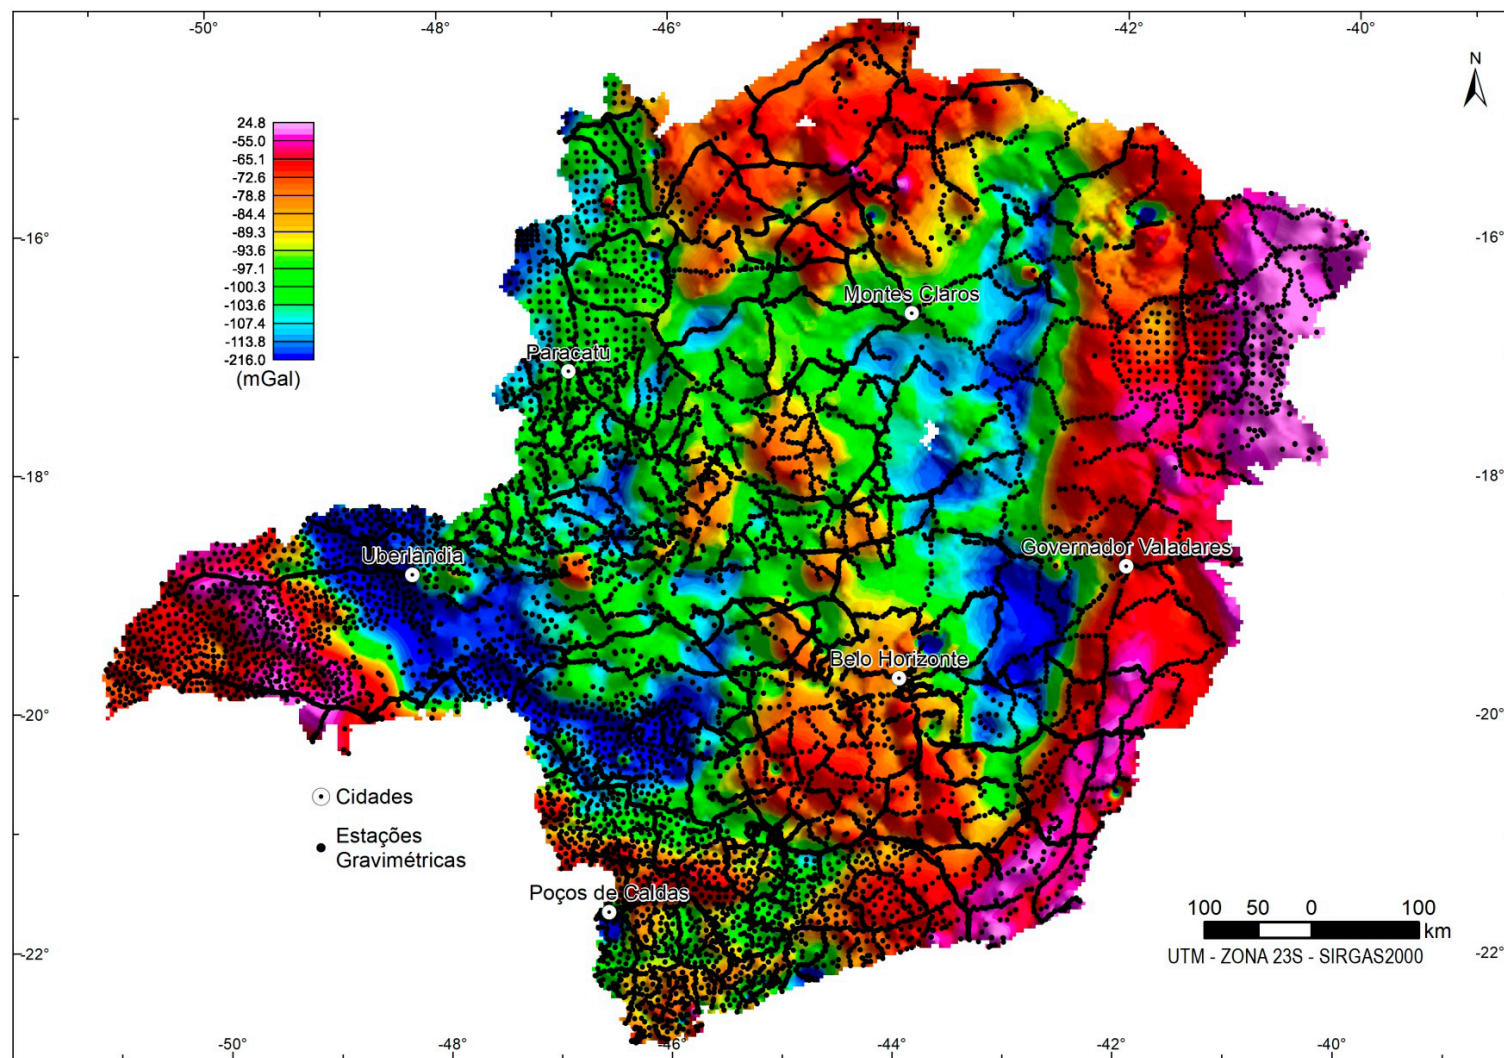 -50° -48° -46° -44° -42° -40°
N
24.8
-55.0
-65.1
-72.6
-78.8
-84.4
-89.3
-93.6
-97.1
-100.3
-103.6
-107.4
-113.8
-216.0
(mGal)
-16° -16°
Montes Claros
Paracatu
-18° -18°
Uberlândia
Governador Valadares
Belo Horizonte
-20° -20°
Cidades
Estações
Gravimétricas
Poços de Caldas
100 50 0 100
km
UTM - ZONA 23S - SIRGAS2000
-22° -22°
-50° -48° -46° -44° -42° -40°